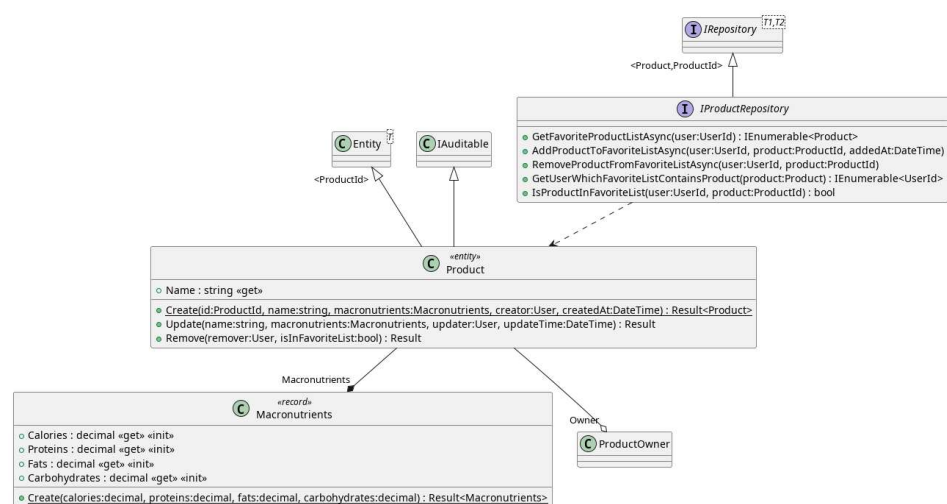 I IRepository T1,T2
<Product,ProductId>
I IProductRepository
GetFavoriteProductListAsync(user:UserId) : IEnumerable<Product>
AddProductToFavoriteListAsync(user:UserId, product:ProductId, addedAt:DateTime)
RemoveProductFromFavoriteListAsync(user:UserId, product:ProductId)
GetUserWhichFavoriteListContainsProduct(product:Product) : IEnumerable<UserId>
IsProductInFavoriteList(user:UserId, product:ProductId) : bool
C Entity T
C IAuditable
<ProductId>
«entity»
C Product
Name : string «get»
Create(id:ProductId, name:string, macronutrients:Macronutrients, creator:User, createdAt:DateTime) : Result<Product>
Update(name:string, macronutrients:Macronutrients, updater:User, updateTime:DateTime) : Result
Remove(remover:User, isInFavoriteList:bool) : Result
Macronutrients
«record»
C Macronutrients
Calories : decimal «get» «init»
Proteins : decimal «get» «init»
Fats : decimal «get» «init»
Carbohydrates : decimal «get» «init»
Create(calories:decimal, proteins:decimal, fats:decimal, carbohydrates:decimal) : Result<Macronutrients>
Owner
C ProductOwner